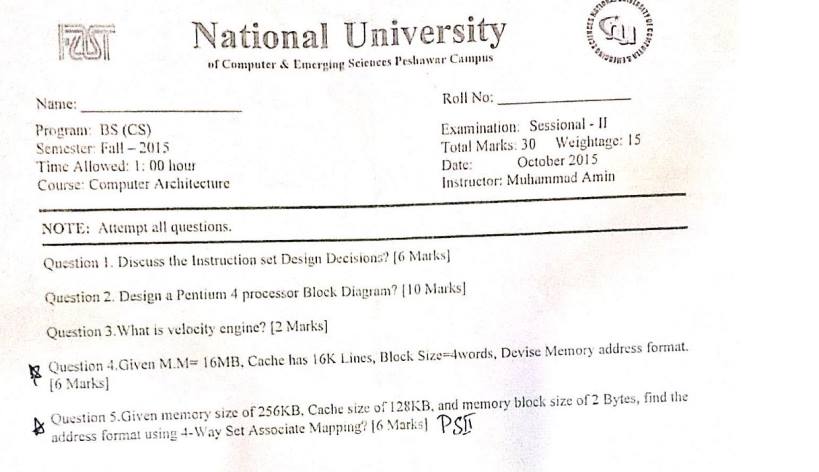 FAST
National University
of Computer & Emerging Sciences Peshawar Campus
Name: ____________
Roll No: ____________
Program: BS (CS)
Examination: Sessional - II
Semester: Fall – 2015
Total Marks: 30 Weightage: 15
Time Allowed: 1: 00 hour
Date: October 2015
Course: Computer Architecture
Instructor: Muhammad Amin
NOTE: Attempt all questions.
Question 1. Discuss the Instruction set Design Decisions? [6 Marks]
Question 2. Design a Pentium 4 processor Block Diagram? [10 Marks]
Question 3.What is velocity engine? [2 Marks]
Question 4.Given M.M= 16MB, Cache has 16K Lines, Block Size=4words, Devise Memory address format.
[6 Marks]
Question 5.Given memory size of 256KB, Cache size of 128KB, and memory block size of 2 Bytes, find the
address format using 4-Way Set Associate Mapping? [6 Marks] PSII